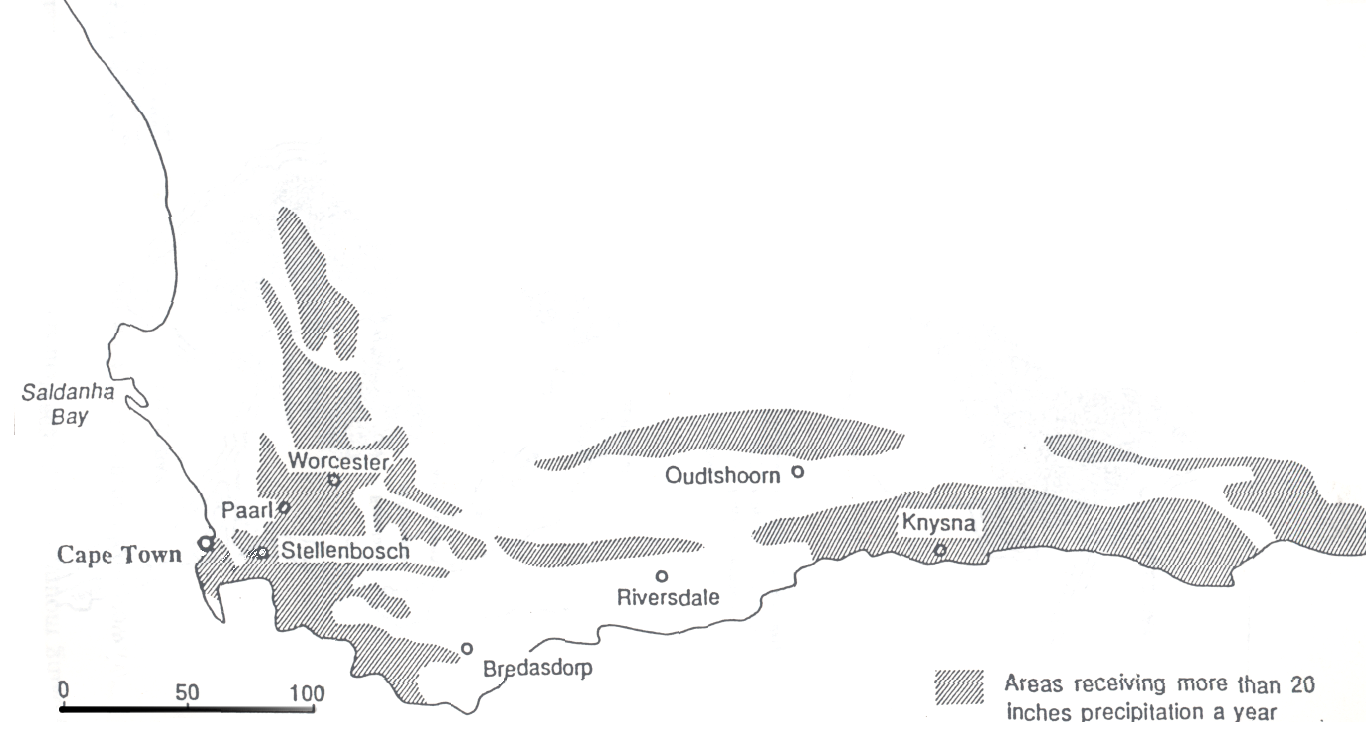 Saldanha
Bay
Worcester
Paarl
Stellenbosch
Cape Town
Oudtshoorn
Knysna
Riversdale
Bredasdorp
0 50 100
Areas receiving more than 20
inches precipitation a year